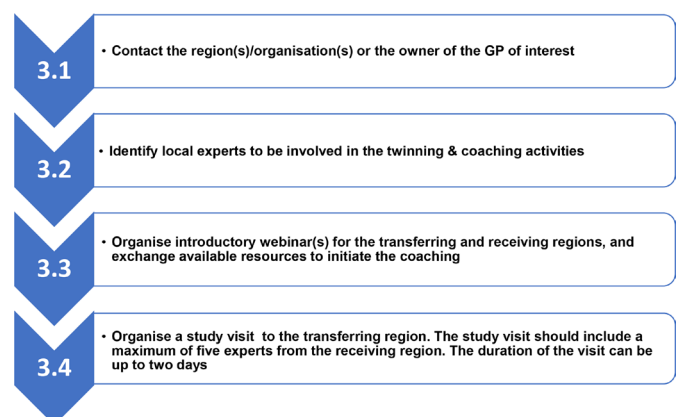 3.1
• Contact the region(s)/organisation(s) or the owner of the GP of interest
3.2
• Identify local experts to be involved in the twinning & coaching activities
3.3
• Organise introductory webinar(s) for the transferring and receiving regions, and
exchange available resources to initiate the coaching
3.4
• Organise a study visit to the transferring region. The study visit should include a
maximum of five experts from the receiving region. The duration of the visit can be
up to two days